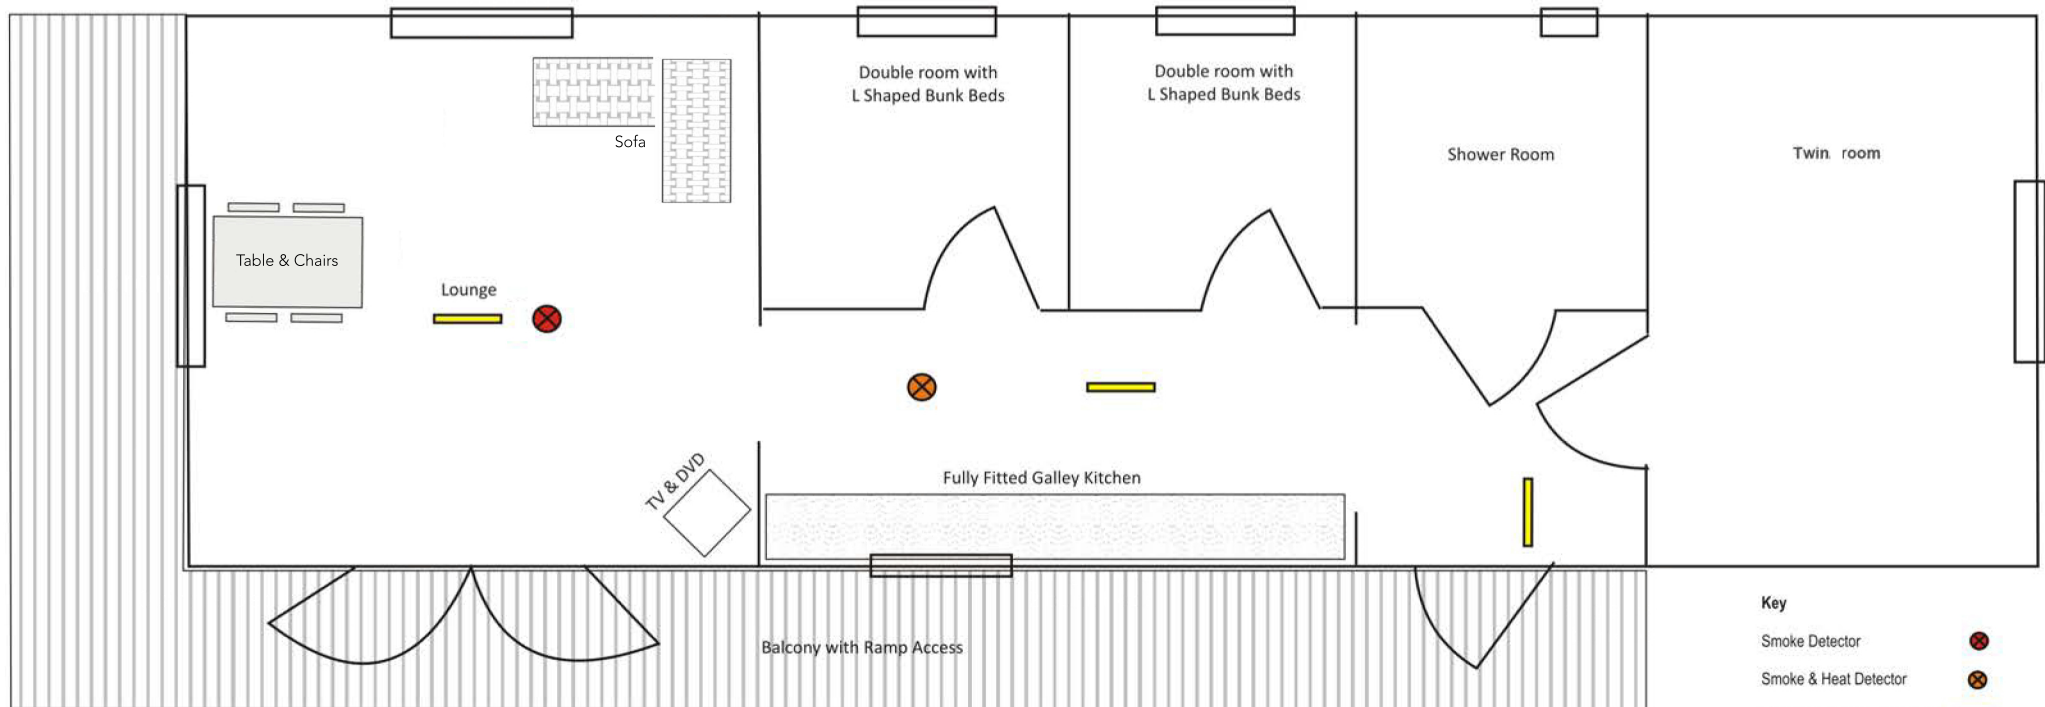 Double room with
L Shaped Bunk Beds
Double room with
L Shaped Bunk Beds
Sofa
Shower Room
Twin room
Table & Chairs
Lounge
TV & DVD
Fully Fitted Galley Kitchen
Balcony with Ramp Access
Key
Smoke Detector
Smoke & Heat Detector